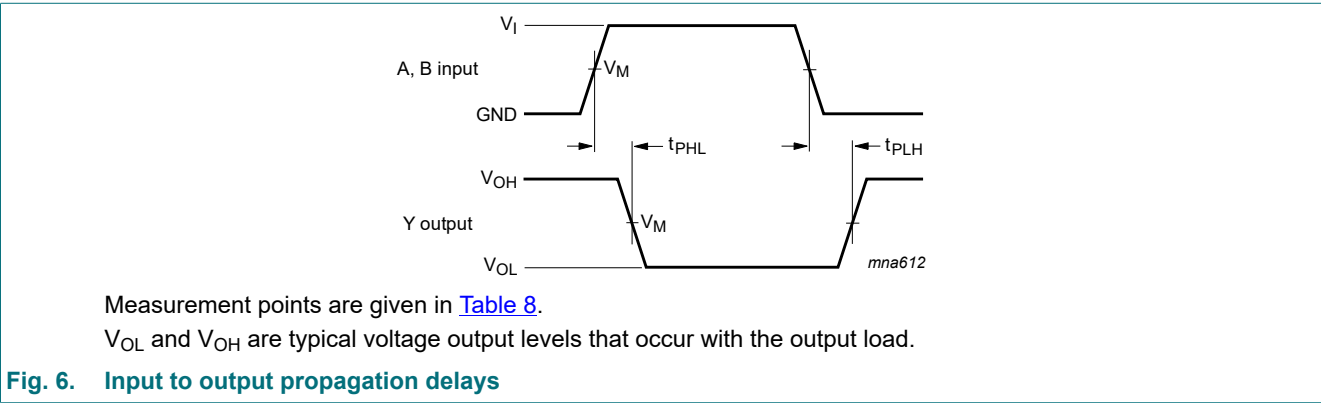 V_I
A, B input
V_M
GND
t_PHL
t_PLH
V_OH
Y output
V_M
V_OL
mna612
Measurement points are given in Table 8.
V_OL and V_OH are typical voltage output levels that occur with the output load.
Fig. 6. Input to output propagation delays